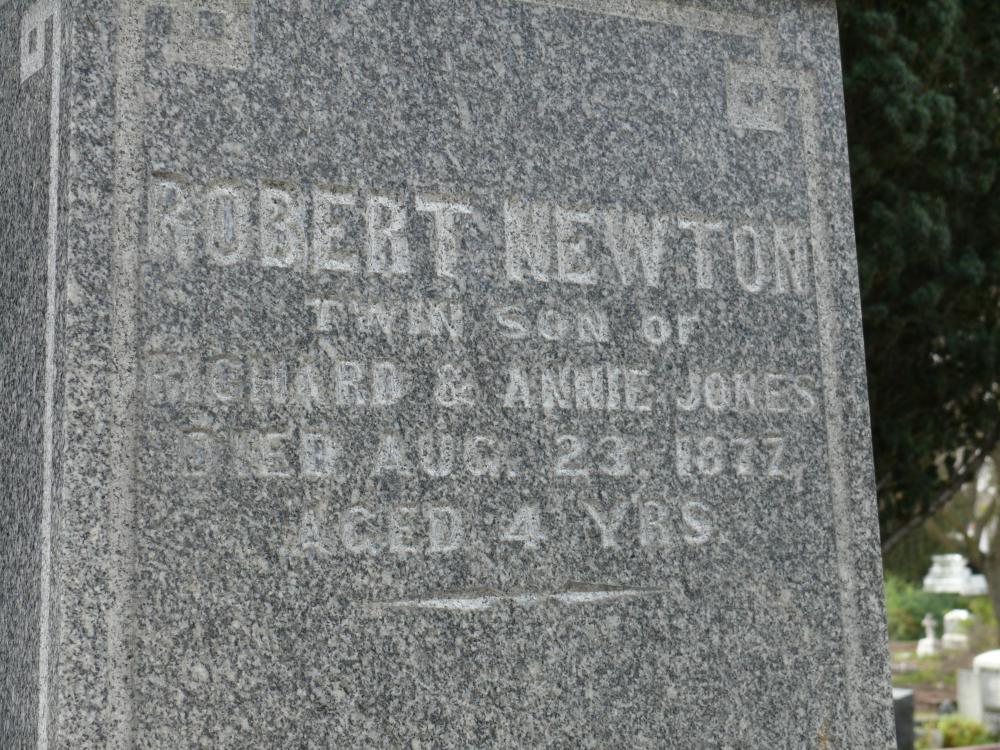 ROBERT NEWTON
TWIN SON OF
RICHARD & ANNIE JONES
DIED AUG. 23. 1877,
AGED 4 YRS.